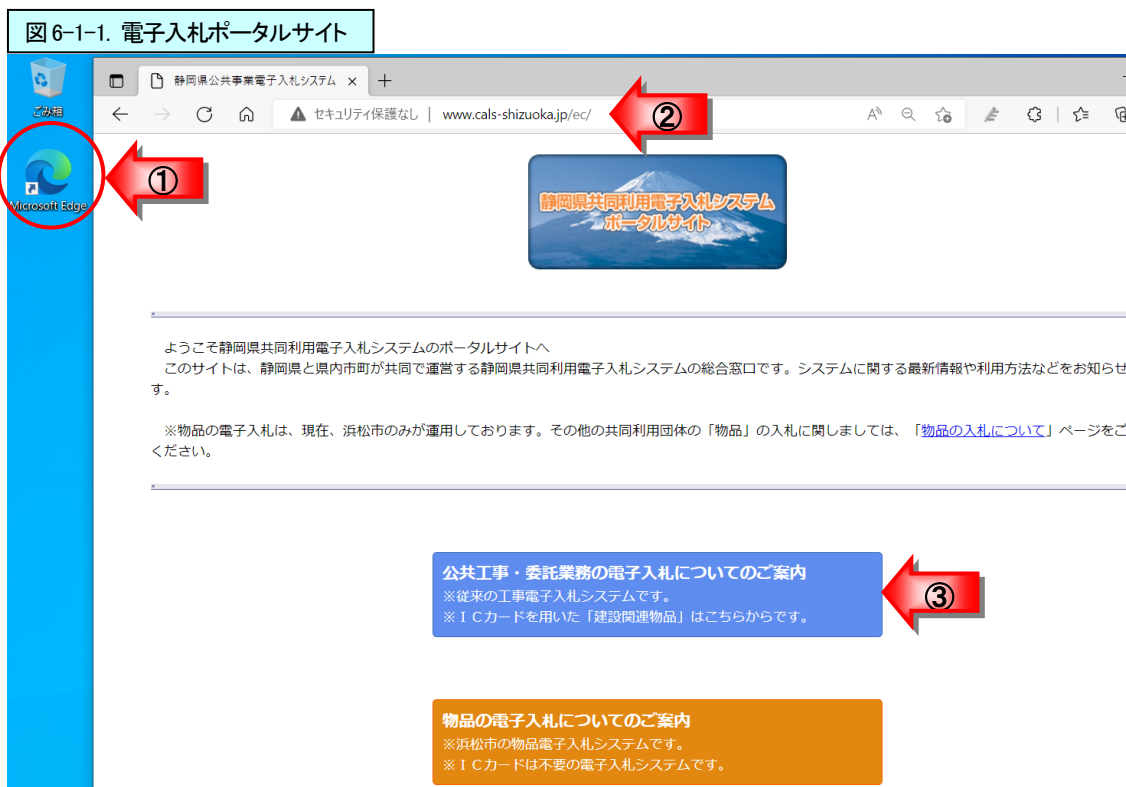 図6-1-1. 電子入札ポータルサイト
ごみ箱
静岡県公共事業電子入札システム
セキュリティ保護なし | www.cals-shizuoka.jp/ec/
②
①
Microsoft Edge
静岡県共同利用電子入札システム
ポータルサイト
ようこそ静岡県共同利用電子入札システムのポータルサイトへ
このサイトは、静岡県と県内市町が共同で運営する静岡県共同利用電子入札システムの総合窓口です。システムに関する最新情報や利用方法などをお知らせ
す。
※物品の電子入札は、現在、浜松市のみが運用しております。その他の共同利用団体の「物品」の入札に関しましては、「物品の入札について」ページをご
ください。
公共工事・委託業務の電子入札についてのご案内
※従来の工事電子入札システムです。
※ＩＣカードを用いた「建設関連物品」はこちらからです。
③
物品の電子入札についてのご案内
※浜松市の物品電子入札システムです。
※ＩＣカードは不要の電子入札システムです。